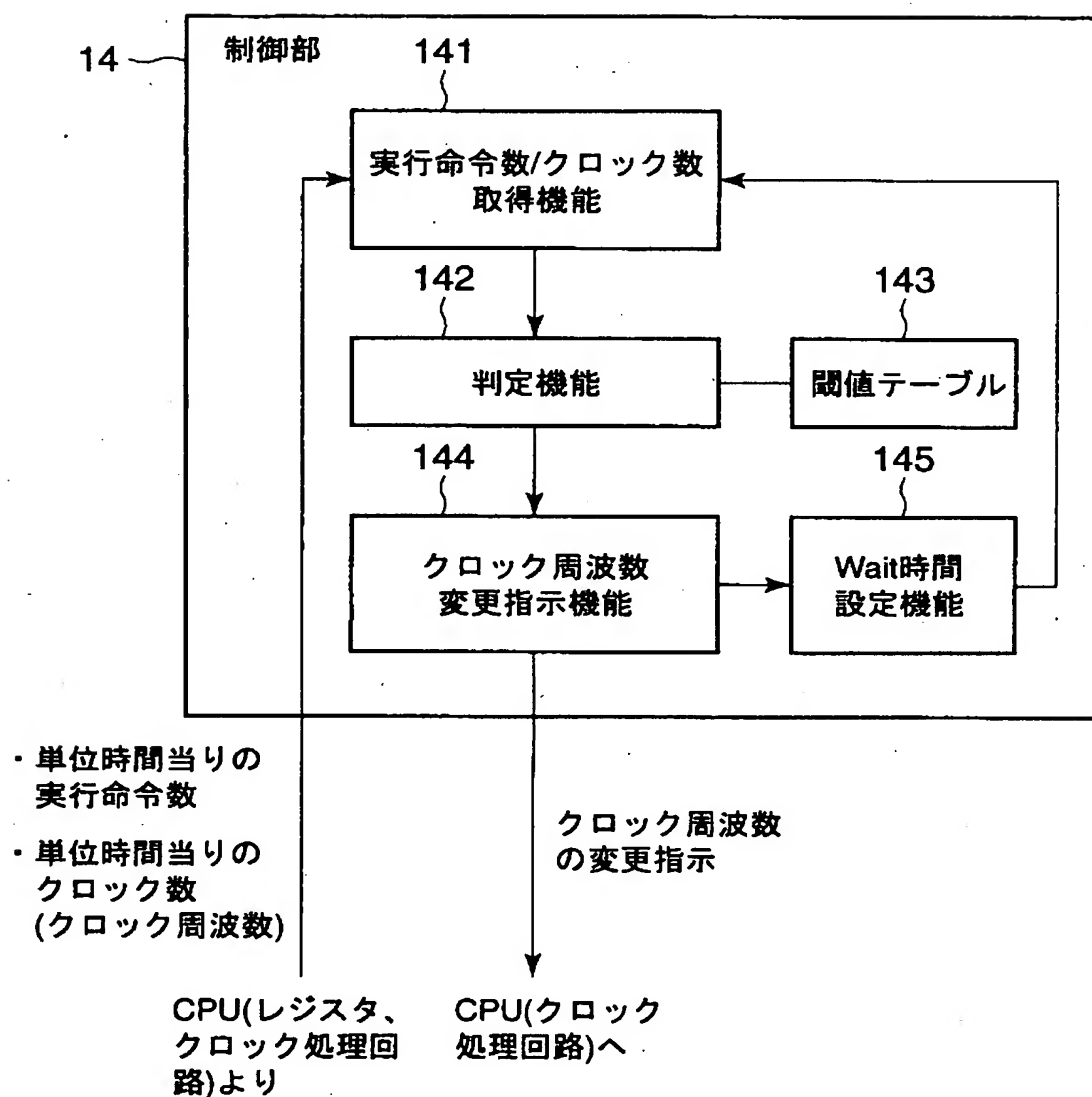 14
制御部
141
実行命令数/クロック数
取得機能
142
判定機能
143
閾値テーブル
144
クロック周波数
変更指示機能
145
Wait時間
設定機能
・単位時間当りの
実行命令数
・単位時間当りの
クロック数
(クロック周波数)
クロック周波数
の変更指示
CPU(レジスタ、
クロック処理回
路)より
CPU(クロック
処理回路)へ